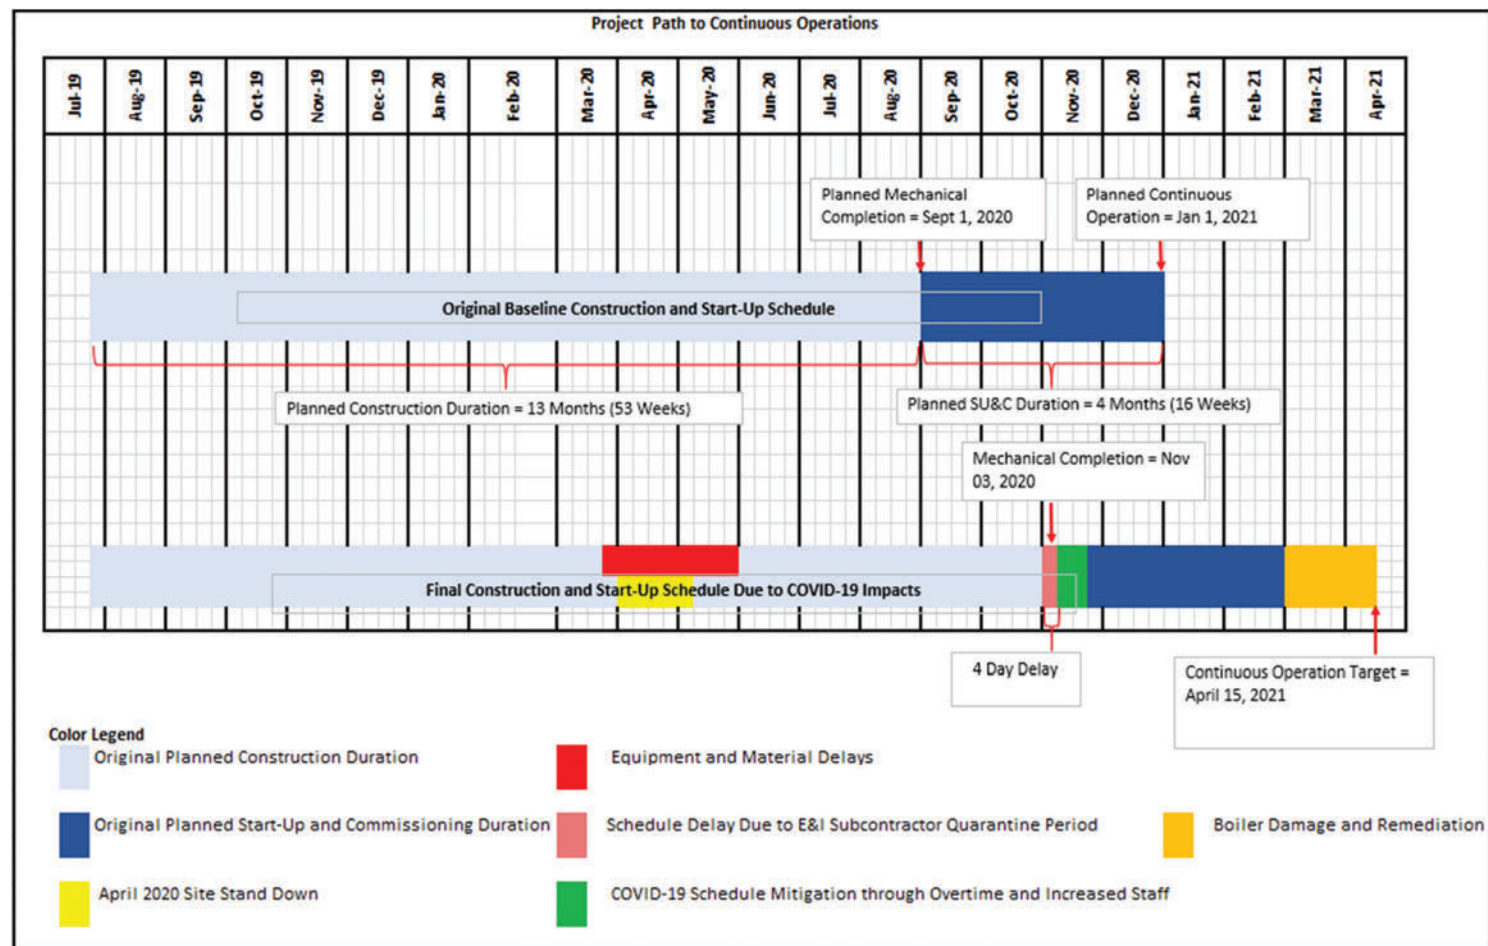 Project Path to Continuous Operations
Jul-19
Aug-19
Sep-19
Oct-19
Nov-19
Dec-19
Jan-20
Feb-20
Mar-20
Apr-20
May-20
Jun-20
Jul-20
Aug-20
Sep-20
Oct-20
Nov-20
Dec-20
Jan-21
Feb-21
Mar-21
Apr-21
Planned Mechanical
Completion = Sept 1, 2020
Planned Continuous
Operation = Jan 1, 2021
Original Baseline Construction and Start-Up Schedule
Planned Construction Duration = 13 Months (53 Weeks)
Planned SU&C Duration = 4 Months (16 Weeks)
Mechanical Completion = Nov
03, 2020
Final Construction and Start-Up Schedule Due to COVID-19 Impacts
4 Day Delay
Continuous Operation Target =
April 15, 2021
Color Legend
Original Planned Construction Duration
Equipment and Material Delays
Original Planned Start-Up and Commissioning Duration
Schedule Delay Due to E&I Subcontractor Quarantine Period
Boiler Damage and Remediation
April 2020 Site Stand Down
COVID-19 Schedule Mitigation through Overtime and Increased Staff